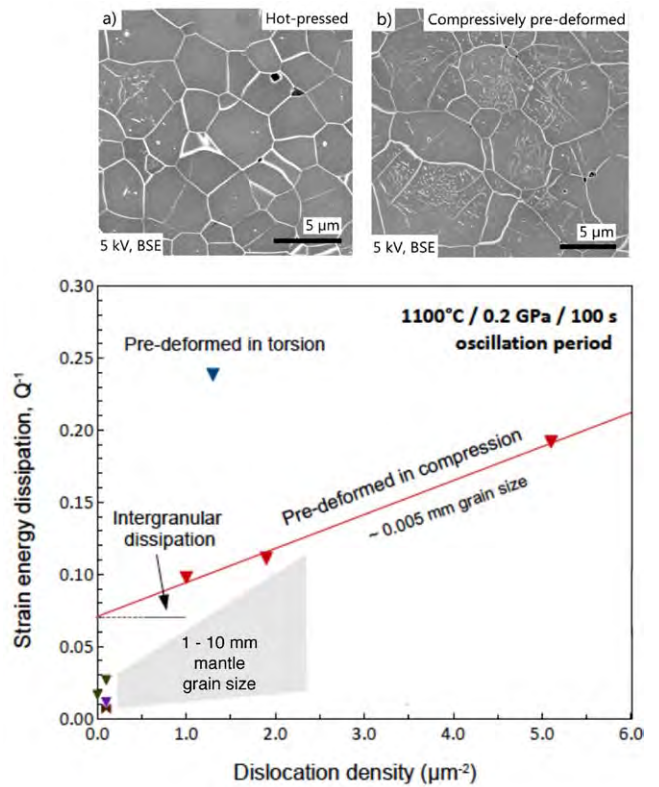 a)
Hot-pressed
5 µm
5 kV, BSE
b)
Compressively pre-deformed
5 µm
5 kV, BSE
0.30
0.25
0.20
0.15
0.10
0.05
0.00
Strain energy dissipation, Q⁻¹
1100°C / 0.2 GPa / 100 s
oscillation period
Pre-deformed in torsion
Pre-deformed in compression
~ 0.005 mm grain size
Intergranular
dissipation
1 - 10 mm
mantle
grain size
0.0 1.0 2.0 3.0 4.0 5.0 6.0
Dislocation density (µm⁻²)